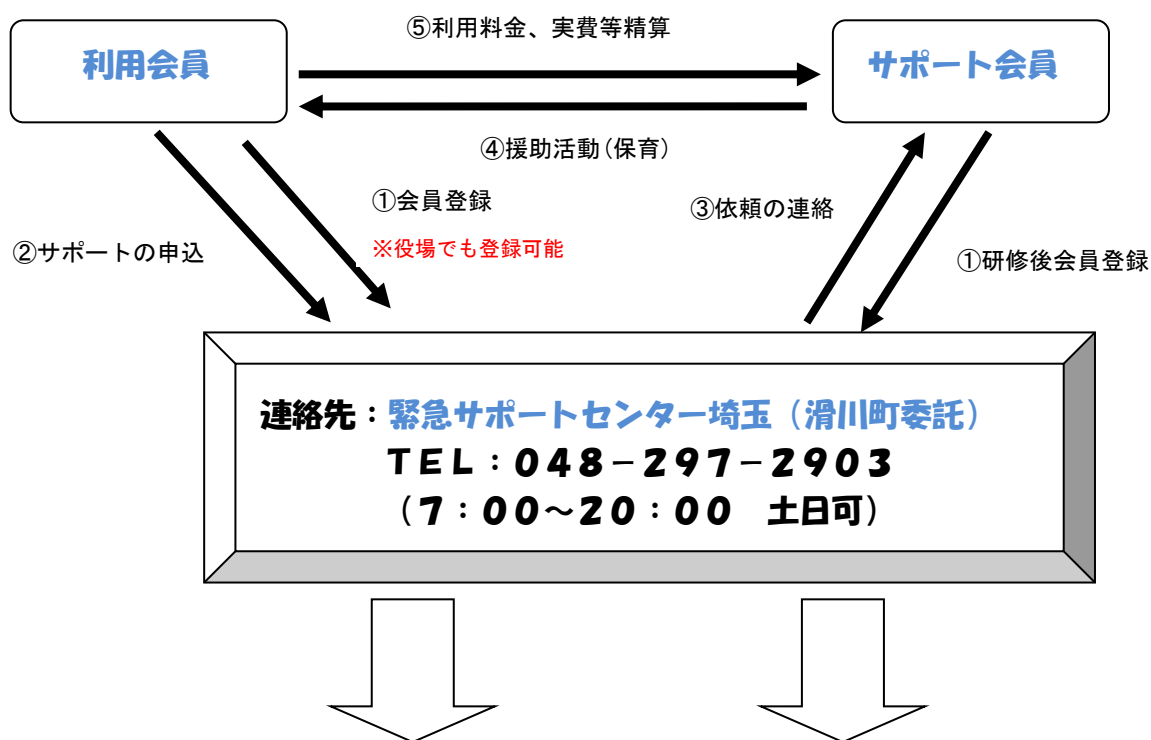 ⑤利用料金、実費等精算
利用会員
サポート会員
④援助活動(保育)
①会員登録
③依頼の連絡
※役場でも登録可能
②サポートの申込
①研修後会員登録
連絡先：緊急サポートセンター埼玉（滑川町委託）
ＴＥＬ：０４８－２９７－２９０３
（７：００～２０：００　土日可）